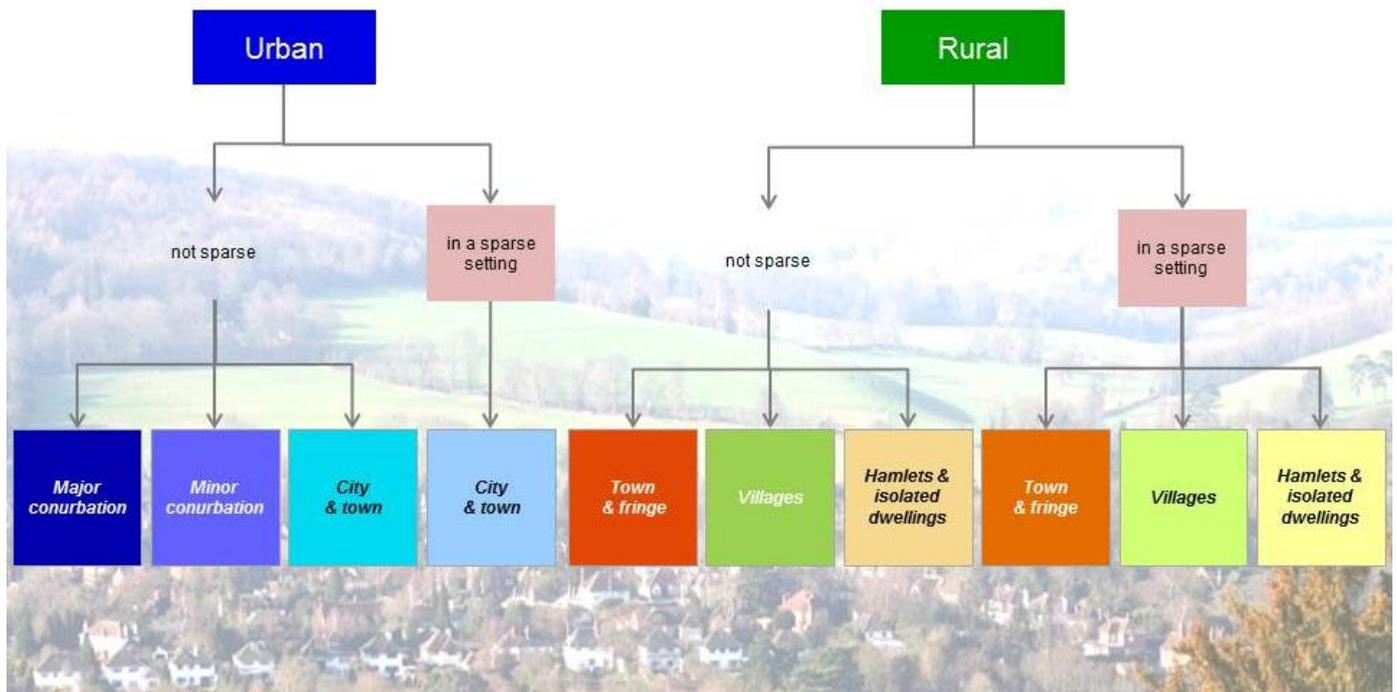 Urban
Rural
not sparse
in a sparse
setting
not sparse
in a sparse
setting
Major
conurbation
Minor
conurbation
City
& town
City
& town
Town
& fringe
Villages
Hamlets &
isolated
dwellings
Town
& fringe
Villages
Hamlets &
isolated
dwellings